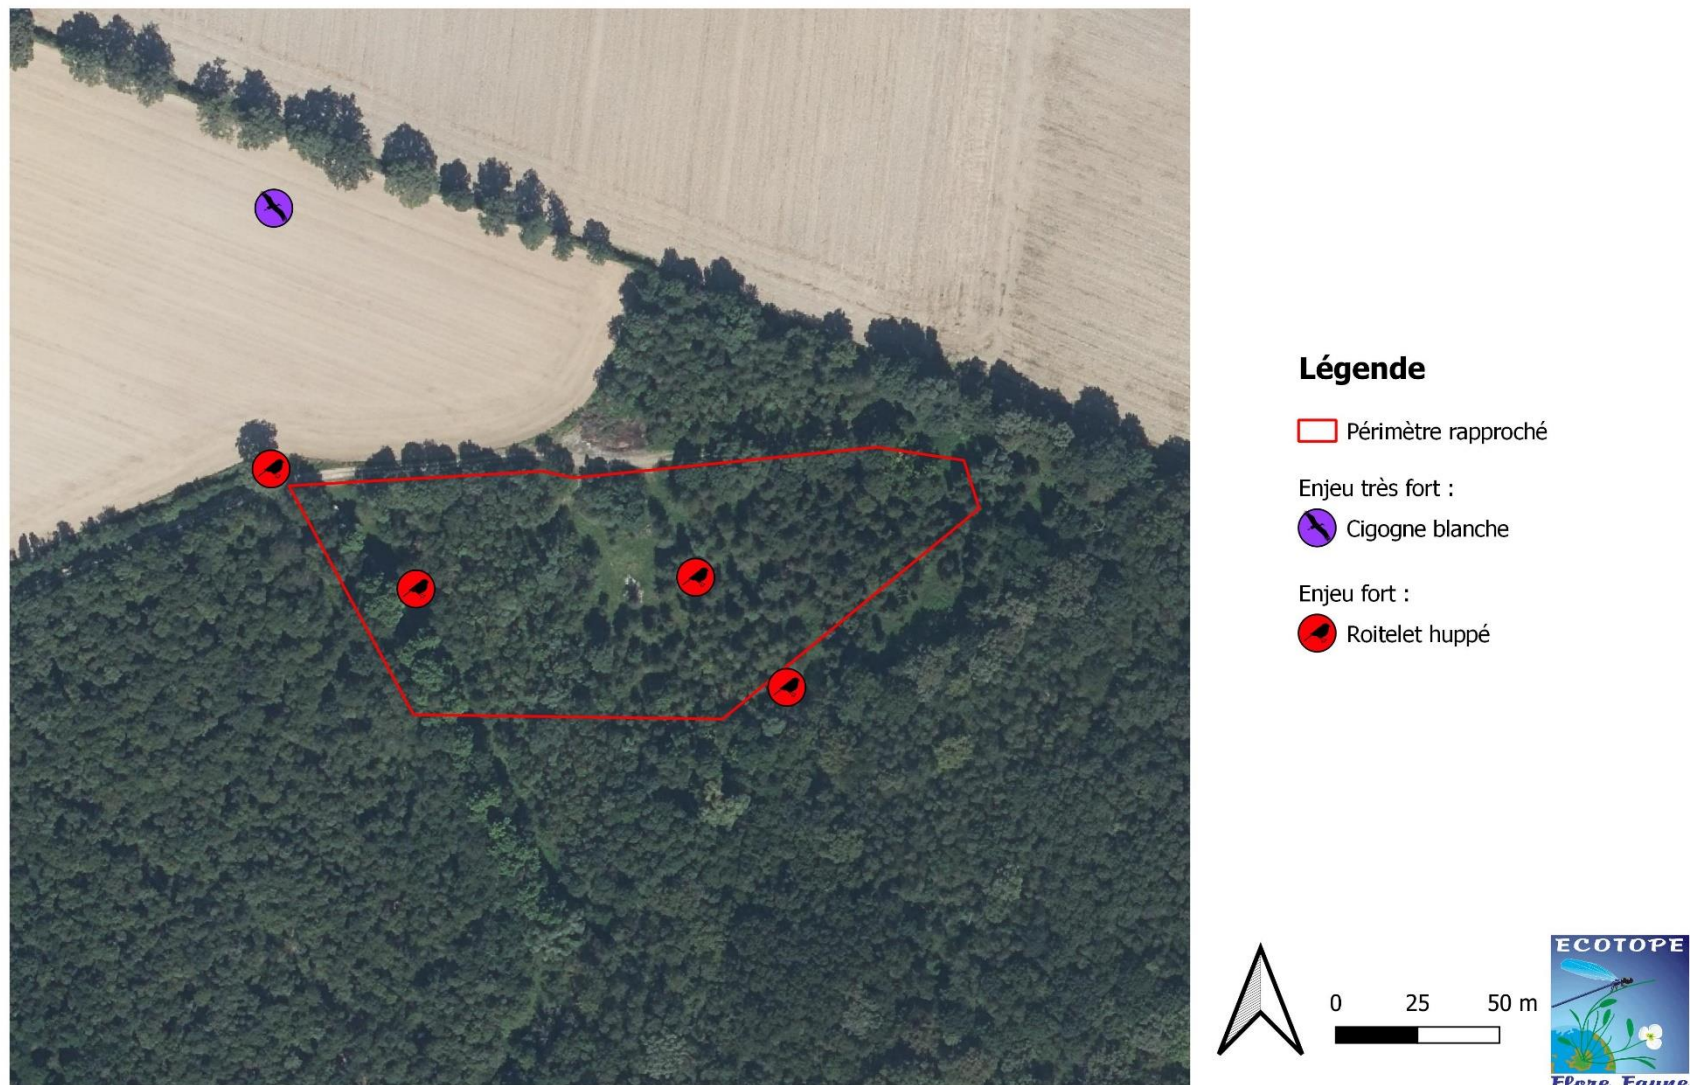 Légende
Périmètre rapproché
Enjeu très fort :
Cigogne blanche
Enjeu fort :
Roitelet huppé
0 25 50 m
ECOTOPE
Flore Faune